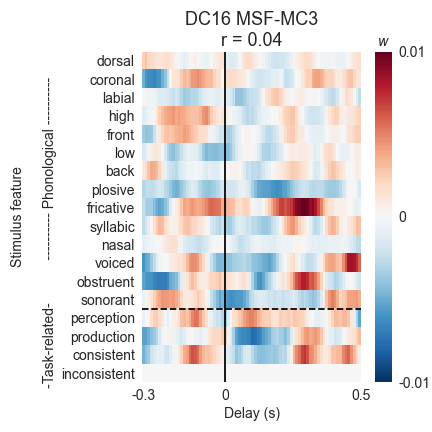 DC16 MSF-MC3
r = 0.04
w
Stimulus feature
---------- Phonological ----------
-Task-related-
dorsal
coronal
labial
high
front
low
back
plosive
fricative
syllabic
nasal
voiced
obstruent
sonorant
perception
production
consistent
inconsistent
-0.3
0
0.5
Delay (s)
0.01
0
-0.01